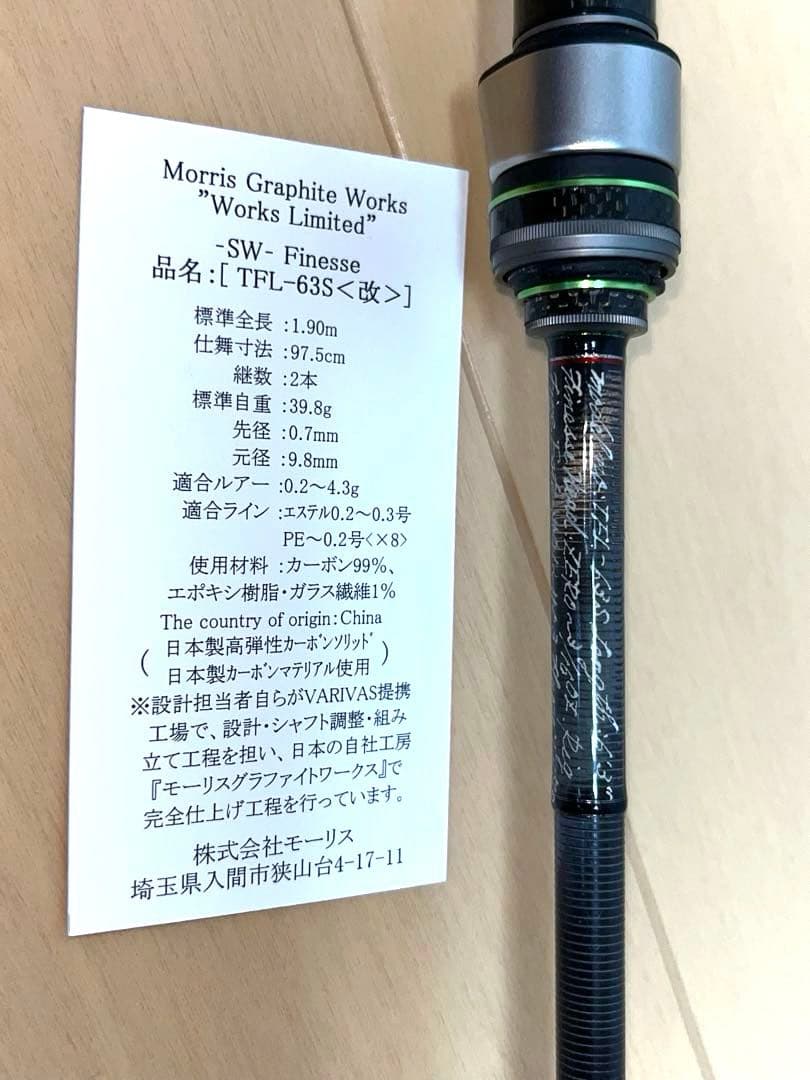 Morris Graphite Works
”Works Limited”
-SW- Finesse
品名:[ TFL-63S<改>]
標準全長 :1.90m
仕舞寸法 :97.5cm
継数 :2本
標準自重 :39.8g
先径 :0.7mm
元径 :9.8mm
適合ルアー :0.2～4.3g
適合ライン :エステル0.2～0.3号
PE～0.2号<×8>
使用材料 :カーボン99%、
エポキシ樹脂・ガラス繊維1%
The country of origin:China
( 日本製高弾性カーボンソリッド
日本製カーボンマテリアル使用 )
※設計担当者自らがVARIVAS提携
工場で、設計・シャフト調整・組み
立て工程を担い、日本の自社工房
『モーリスグラファイトワークス』で
完全仕上げ工程を行っています。
株式会社モーリス
埼玉県入間市狭山台4-17-11
TFL-63S Length:6'3"
Finesse